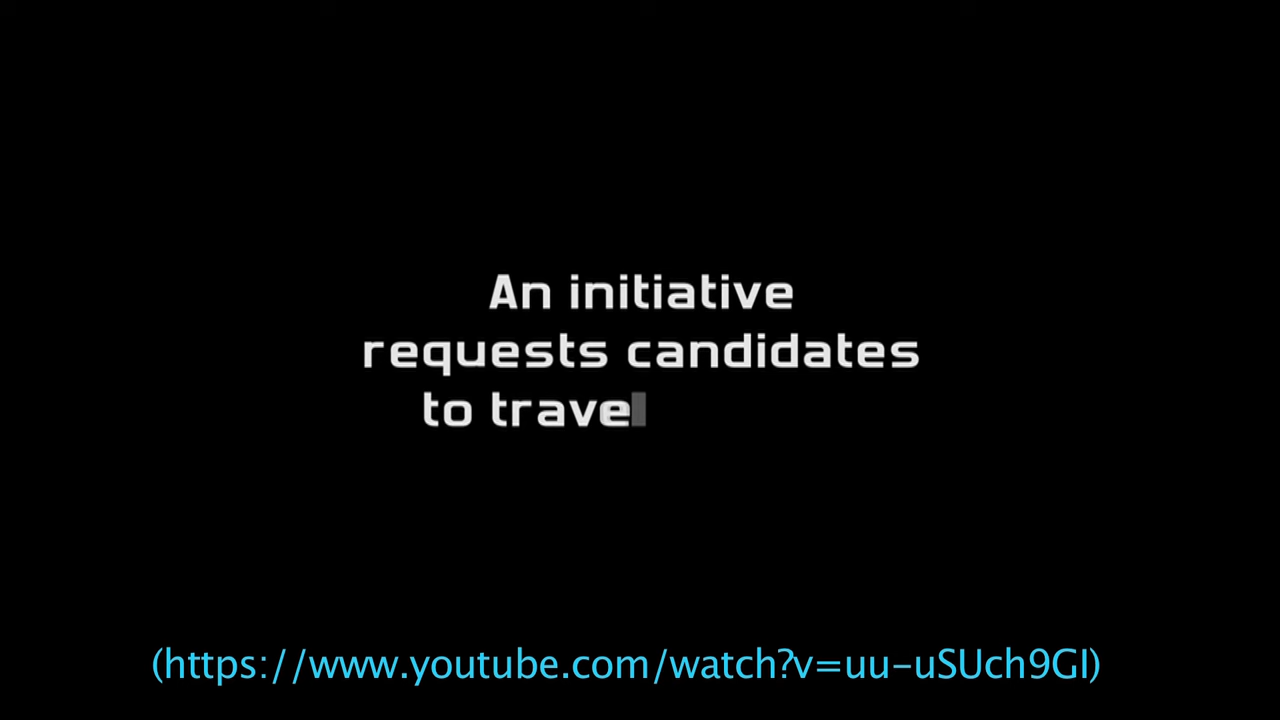 An initiative
requests candidates
to trave
(https://www.youtube.com/watch?v=uu-uSUch9GI)